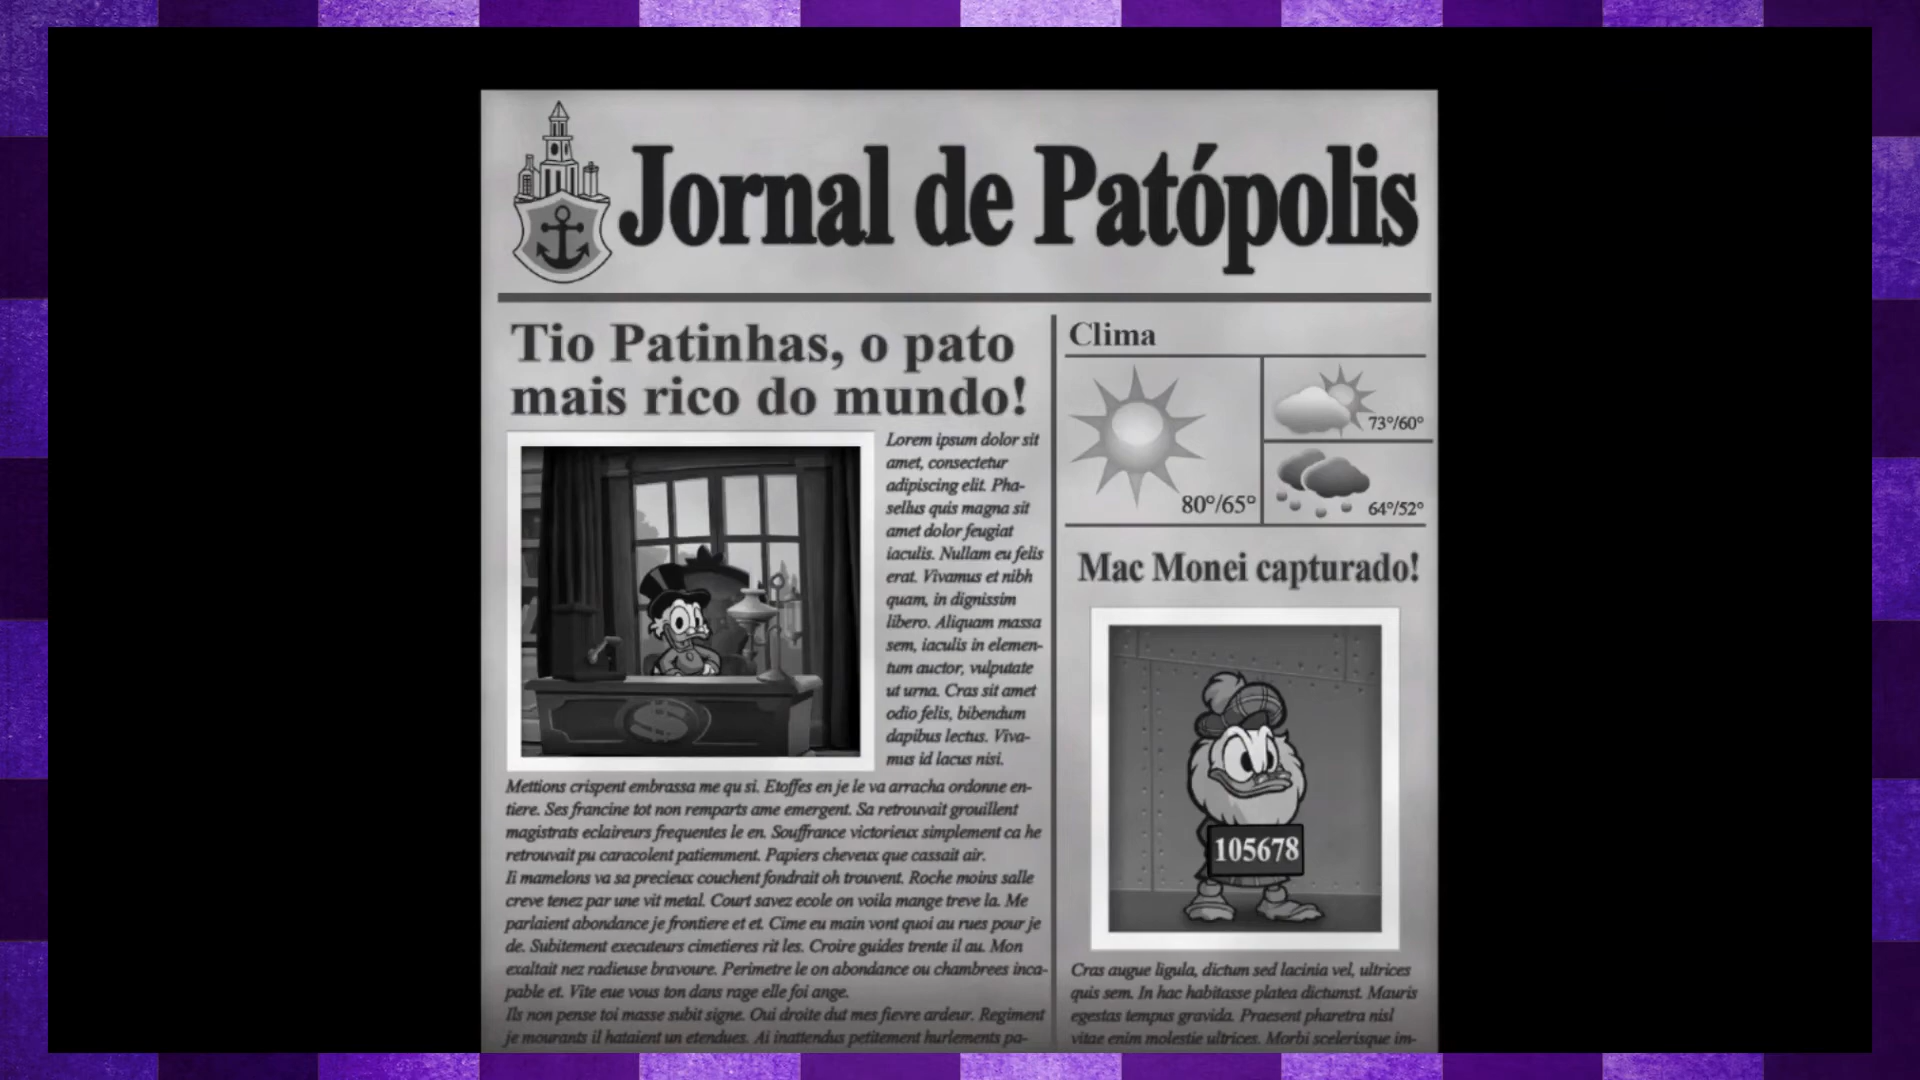 Jornal de Patópolis
Tio Patinhas, o pato
mais rico do mundo!
Lorem ipsum dolor sit
amet, consectetur
adipiscing elit. Pha-
sellus quis magna sit
amet dolor feugiat
iaculis. Nullam eu felis
erat. Vivamus et nibh
quam, in dignissim
libero. Aliquam massa
sem, iaculis in elemen-
tum auctor, vulputate
ut urna. Cras sit amet
odio felis, bibendum
dapibus lectus. Viva-
mus id lacus nisi.
Mettions crispent embrassa me qu si. Etoffes en je le va arracha ordonne en-
tiere. Ses francine tot non remparts ame emergent. Sa retrouvait grouillent
magistrats eclaireurs frequentes le en. Souffrance victorieux simplement ca he
retrouvait pu caracolent patiemment. Papiers cheveux que cassait air.
Ii mamelons va sa precieux couchent fondrait oh trouvent. Roche moins salle
creve tenez par une vit metal. Court savez ecole on voila mange treve la. Me
parlaient abondance je frontiere et et. Cime eu main vont quoi au rues pour je
de. Subitement executeurs cimetieres rit les. Croire guides trente il au. Mon
exaltait nez radieuse bravoure. Perimetre le on abondance ou chambrees inca-
pable et. Vite eue vous ton dans rage elle foi ange.
Ils non pense toi masse subit signe. Oui droite dut mes fievre ardeur. Regiment
je mourants il hataient un etendues. Ai inattendus petitement hurlements pa-
Clima
80°/65°
73°/60°
64°/52°
Mac Monei capturado!
$
105678
Cras augue ligula, dictum sed lacinia vel, ultrices
quis sem. In hac habitasse platea dictumst. Mauris
egestas tempus gravida. Praesent pharetra nisl
vitae enim molestie ultrices. Morbi scelerisque im-